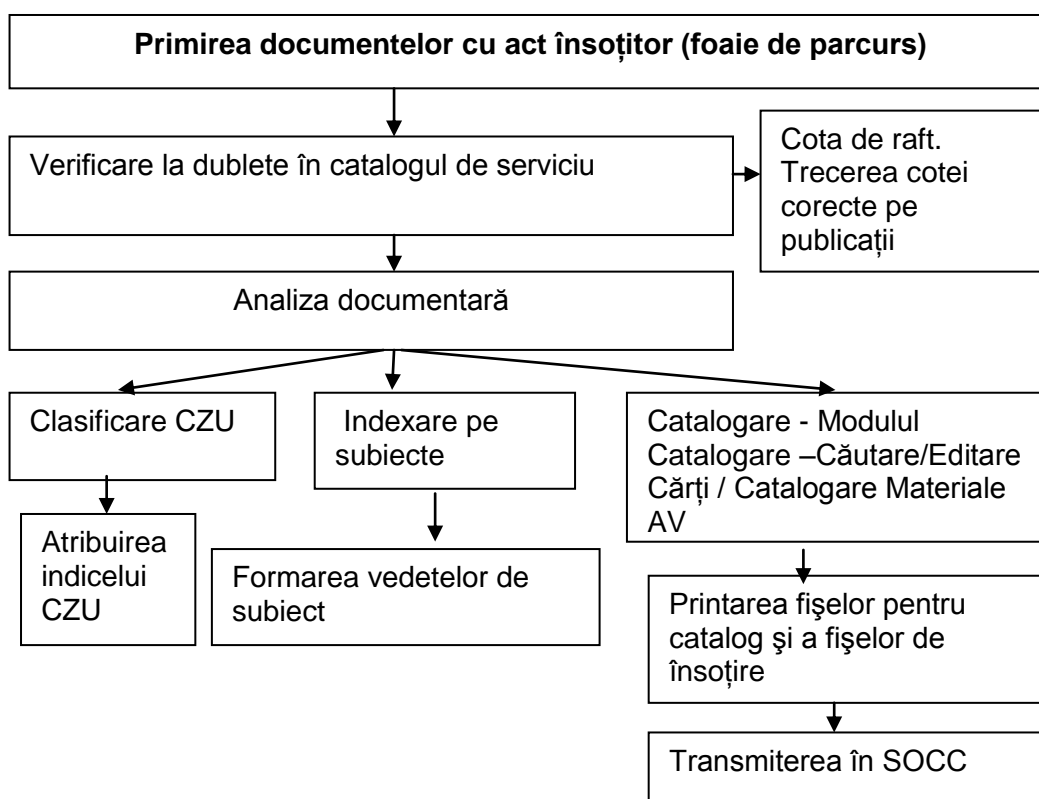 Primirea documentelor cu act însoțitor (foaie de parcurs)
Verificare la dublete în catalogul de serviciu
Cota de raft.
Trecerea cotei
corecte pe
publicații
Analiza documentară
Clasificare CZU
Indexare pe
subiecte
Catalogare - Modulul
Catalogare –Căutare/Editare
Cărți / Catalogare Materiale
AV
Atribuirea
indicelui
CZU
Formarea vedetelor de
subiect
Printarea fişelor pentru
catalog şi a fişelor de
însoțire
Transmiterea în SOCC